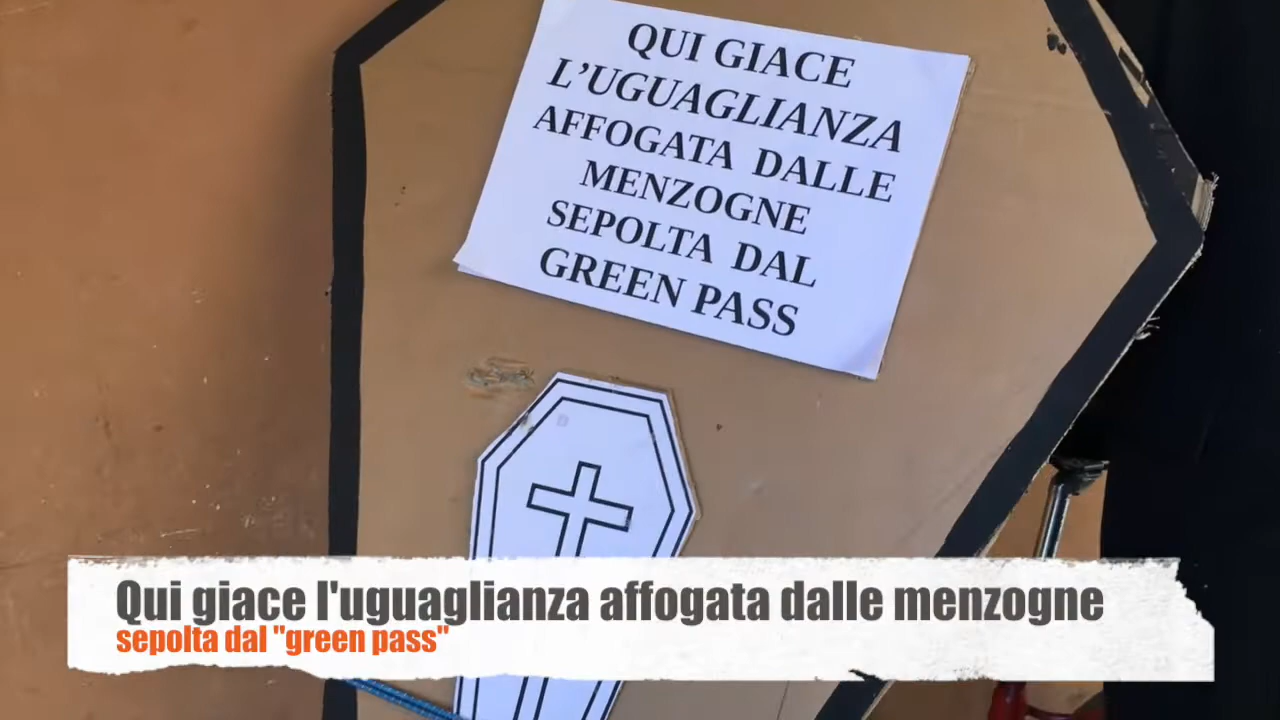 QUI GIACE
L'UGUAGLIANZA
AFFOGATA DALLE
MENZOGNE
SEPOLTA DAL
GREEN PASS
Qui giace l'uguaglianza affogata dalle menzogne
sepolta dal "green pass"